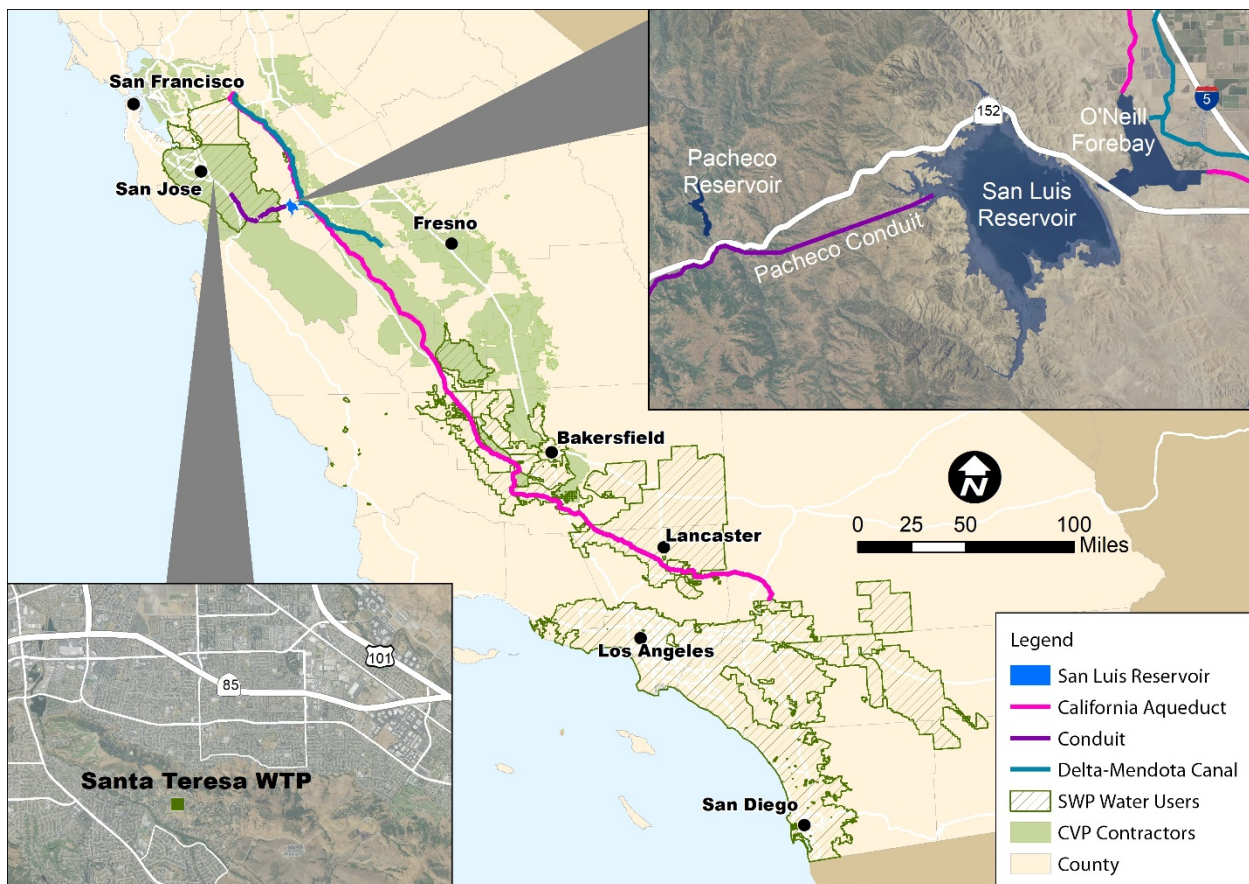 San Francisco
San Jose
Fresno
Bakersfield
Lancaster
Los Angeles
San Diego
N
0 25 50 100
Miles
152
5
O'Neill
Forebay
Pacheco
Reservoir
San Luis
Reservoir
Pacheco Conduit
101
85
Santa Teresa WTP
Legend
San Luis Reservoir
California Aqueduct
Conduit
Delta-Mendota Canal
SWP Water Users
CVP Contractors
County